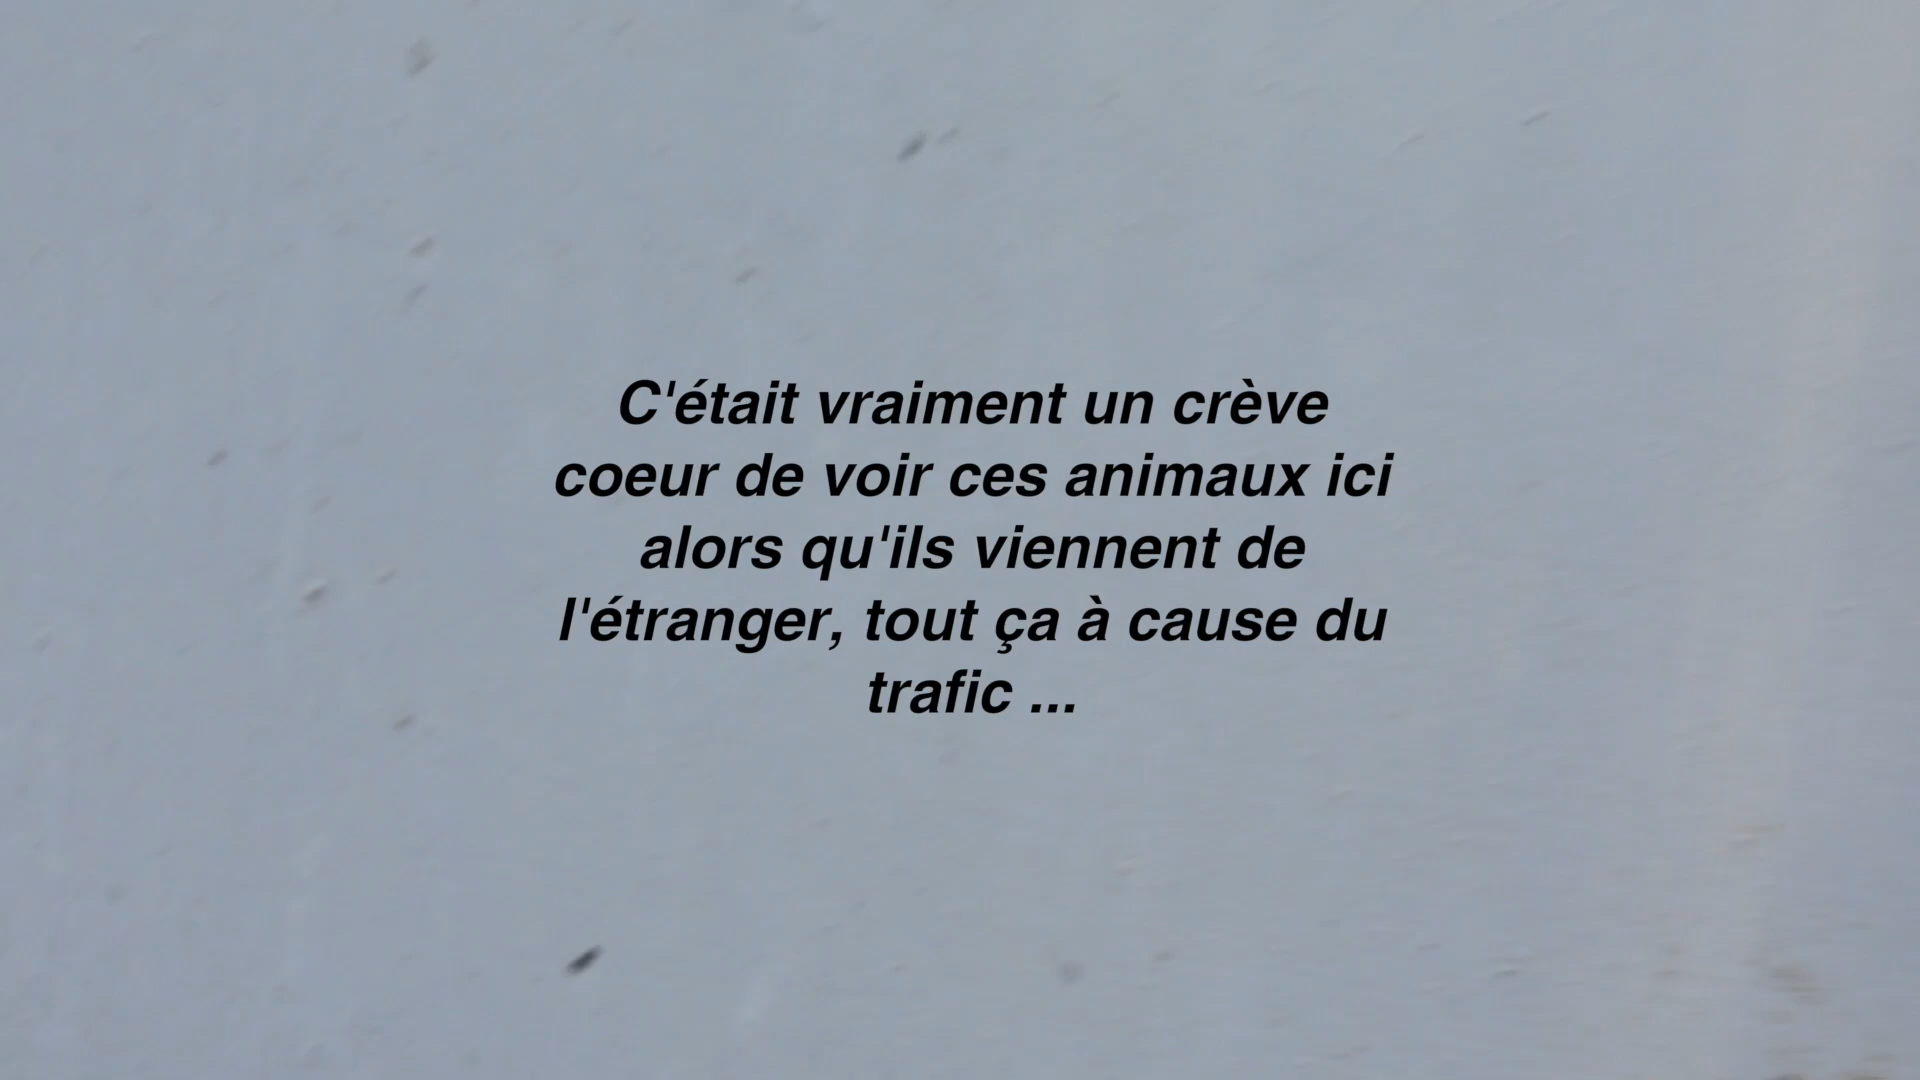 C'était vraiment un crève
coeur de voir ces animaux ici
alors qu'ils viennent de
l'étranger, tout ça à cause du
trafic ...